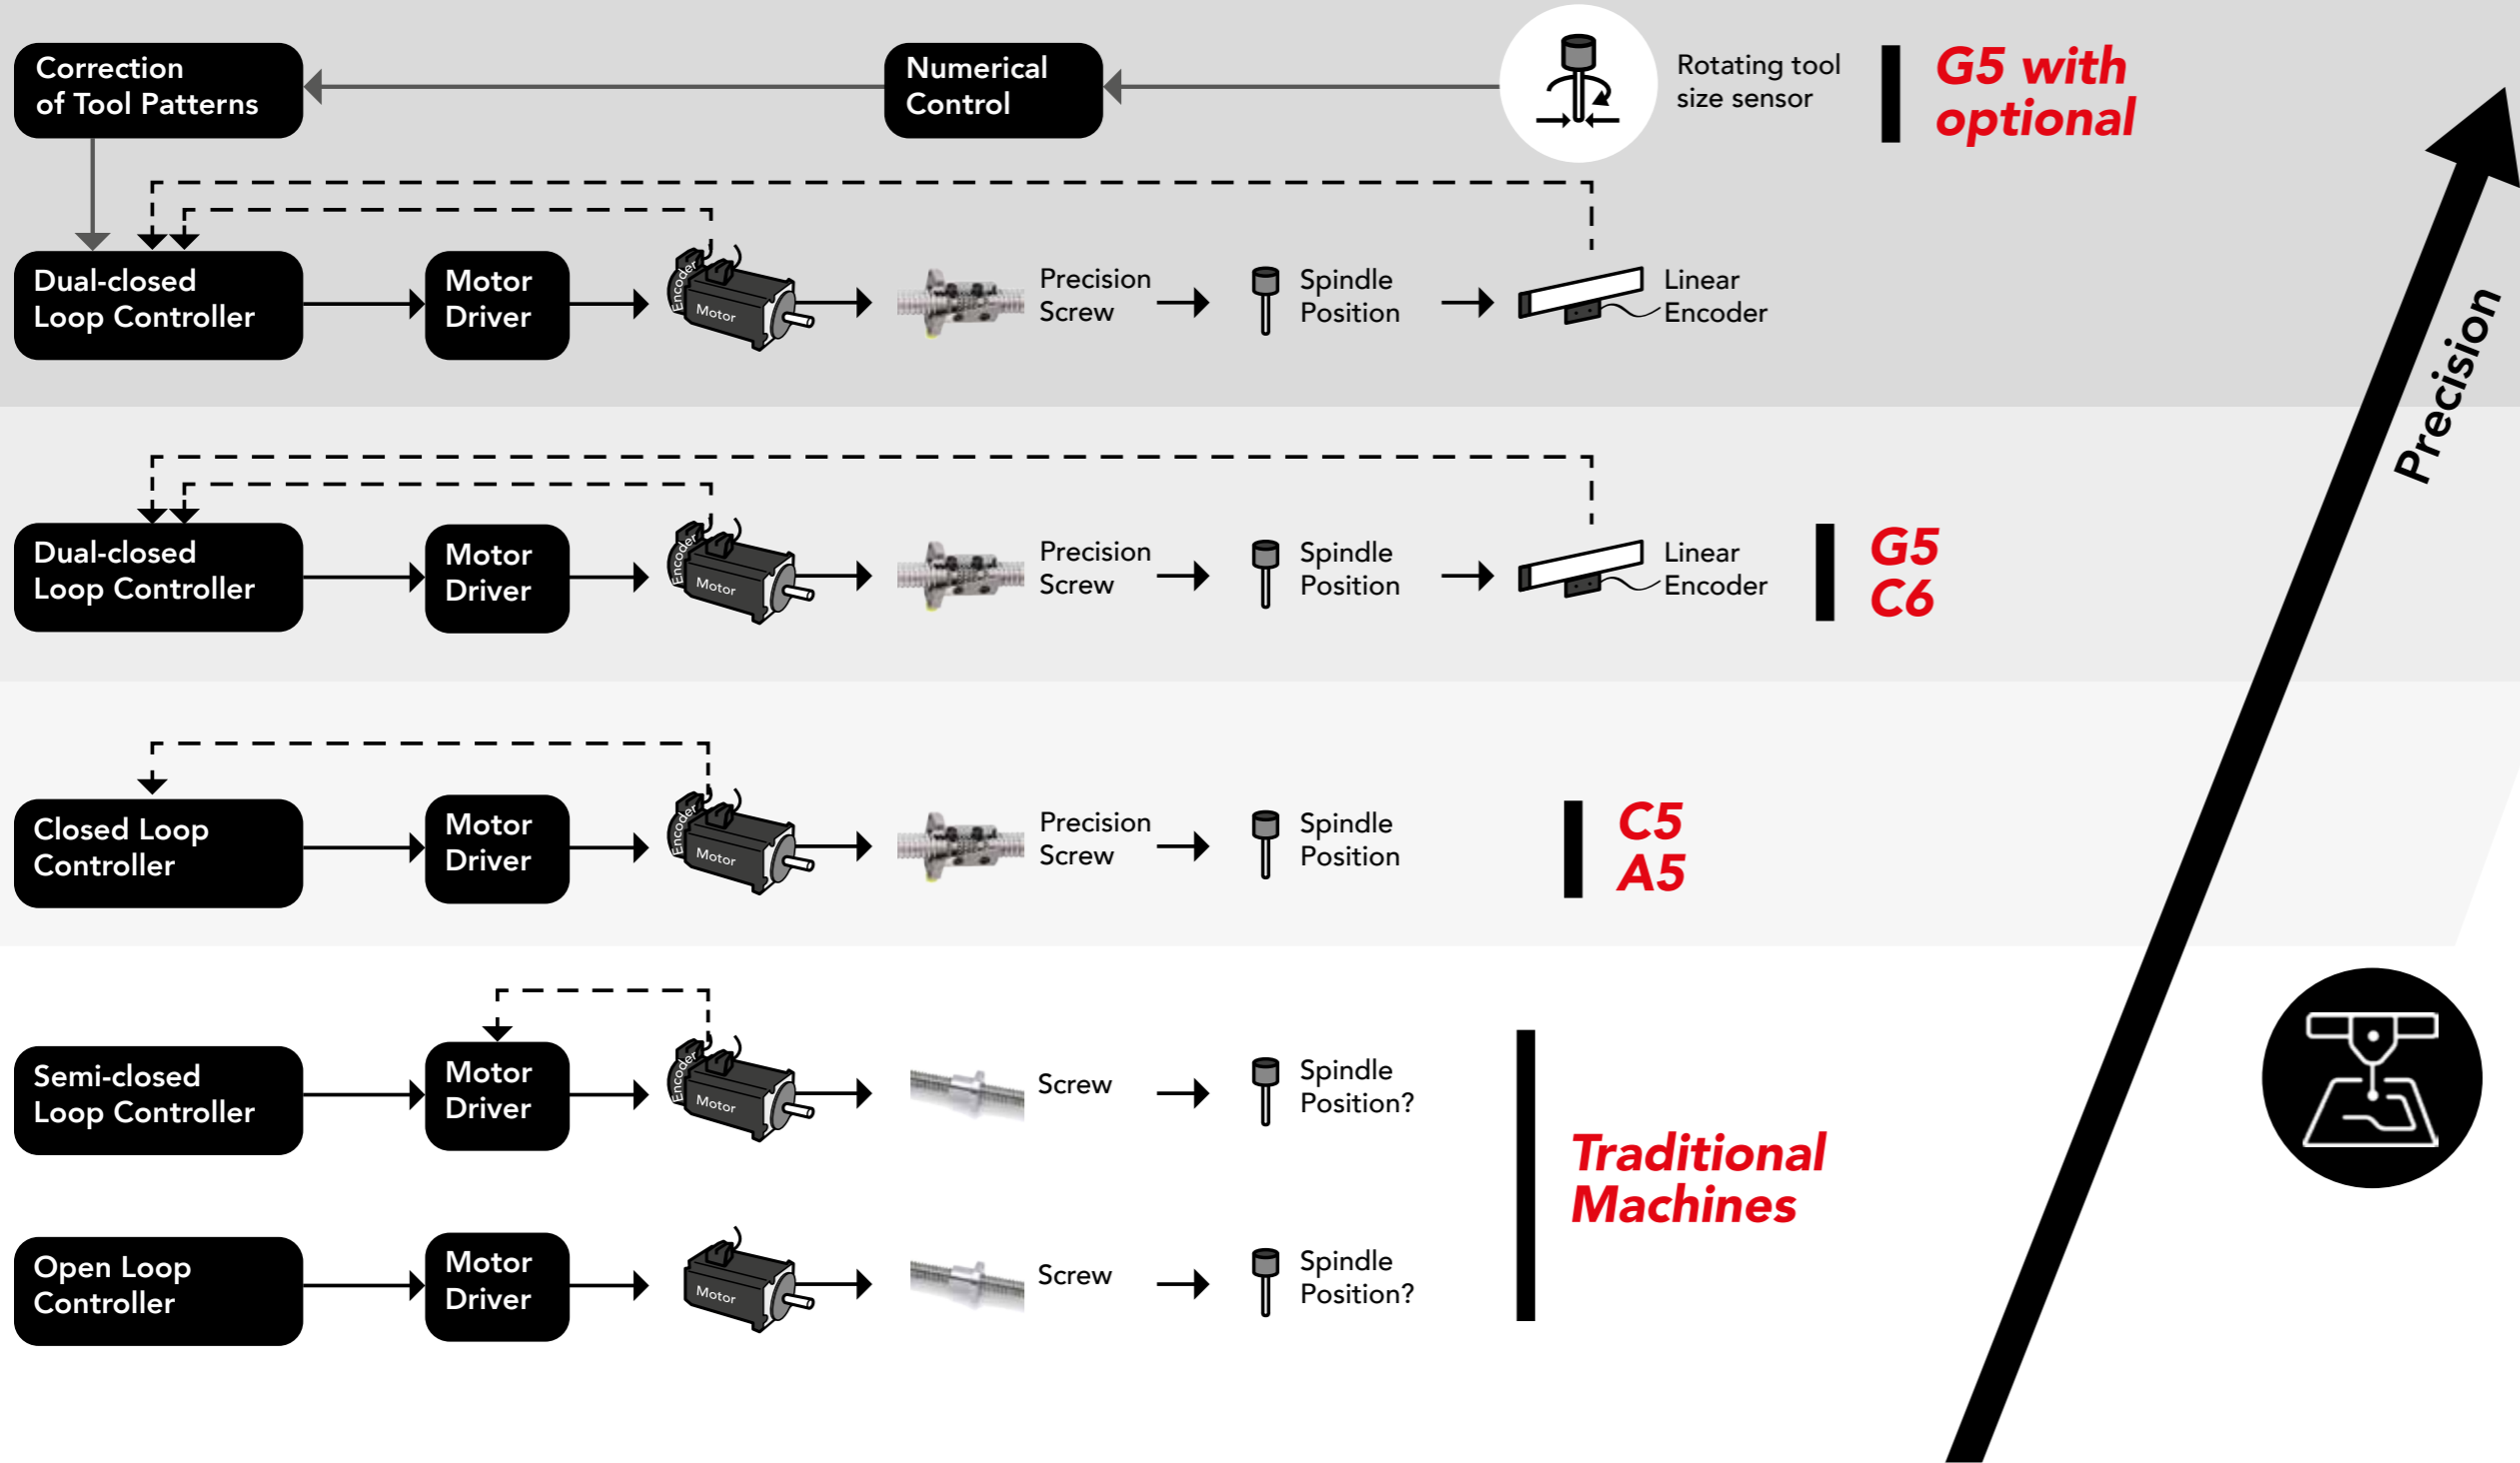 Correction
of Tool Patterns
Numerical
Control
Rotating tool
size sensor
G5 with
optional
Dual-closed
Loop Controller
Motor
Driver
Encoder
Motor
Precision
Screw
Spindle
Position
Linear
Encoder
Precision
Dual-closed
Loop Controller
Motor
Driver
Encoder
Motor
Precision
Screw
Spindle
Position
Linear
Encoder
G5
C6
Closed Loop
Controller
Motor
Driver
Encoder
Motor
Precision
Screw
Spindle
Position
C5
A5
Semi-closed
Loop Controller
Motor
Driver
Encoder
Motor
Screw
Spindle
Position?
Traditional
Machines
Open Loop
Controller
Motor
Driver
Motor
Screw
Spindle
Position?